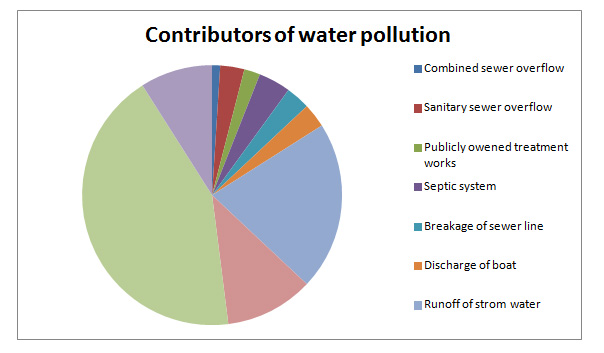 Contributors of water pollution
Combined sewer overflow
Sanitary sewer overflow
Publicly owened treatment
works
Septic system
Breakage of sewer line
Discharge of boat
Runoff of strom water